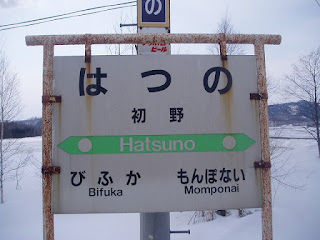 の
はつの
初野
Hatsuno
びふか もんぽない
Bifuka Momponai